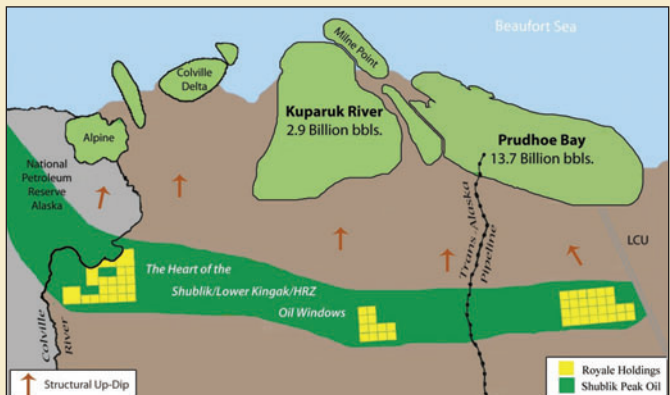 Beaufort Sea
Milne Point
Colville
Delta
Kuparuk River
2.9 Billion bbls.
Prudhoe Bay
13.7 Billion bbls.
Alpine
National
Petroleum
Reserve
Alaska
Trans Alaska
Pipeline
LCU
The Heart of the
Shublik/Lower Kingak/HRZ
Oil Windows
Colville
River
Structural Up-Dip
Royale Holdings
Shublik Peak Oil